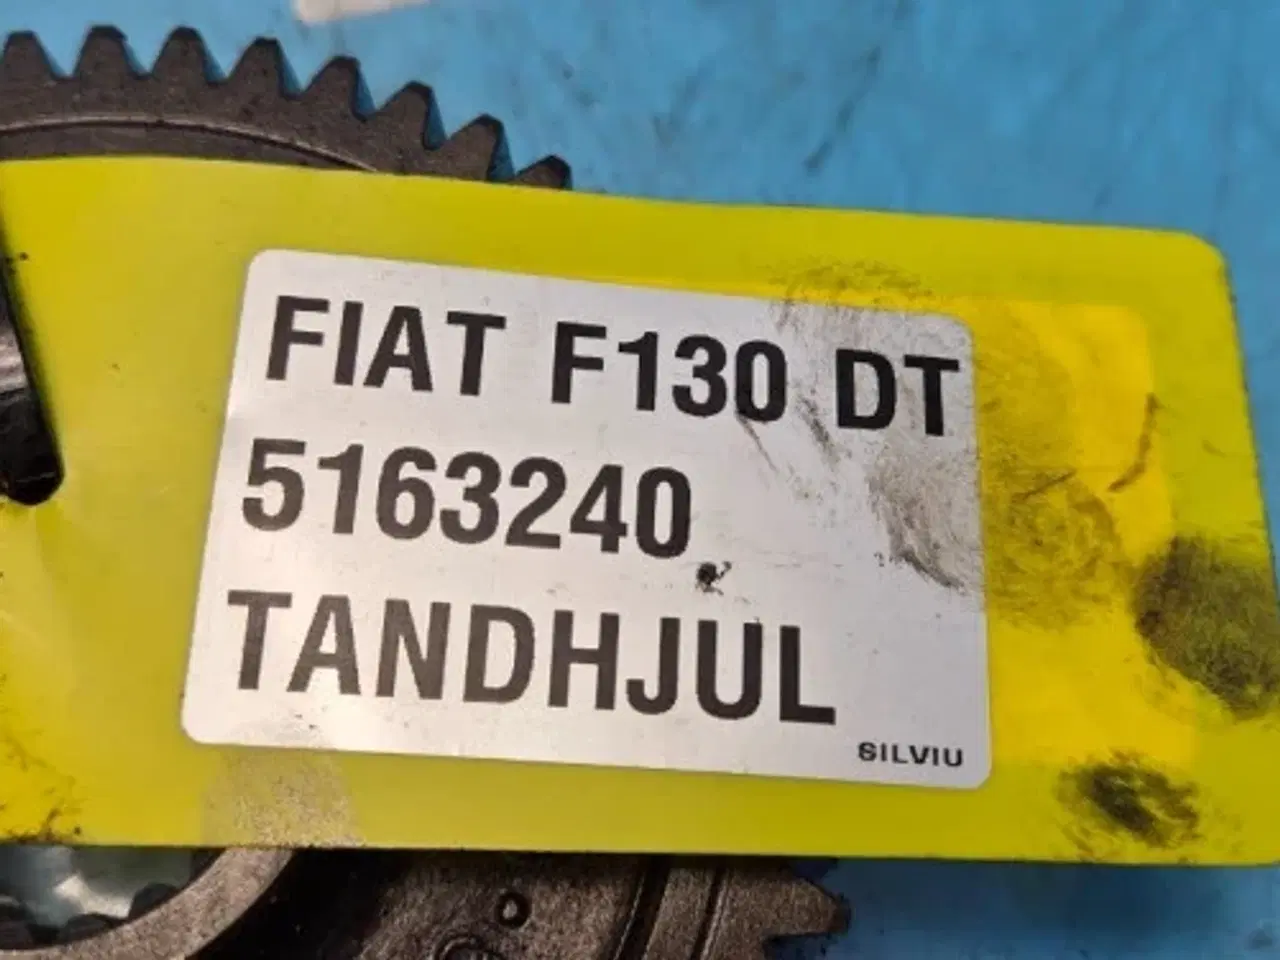 FIAT F130 DT
5163240
TANDHJUL
SILVIU